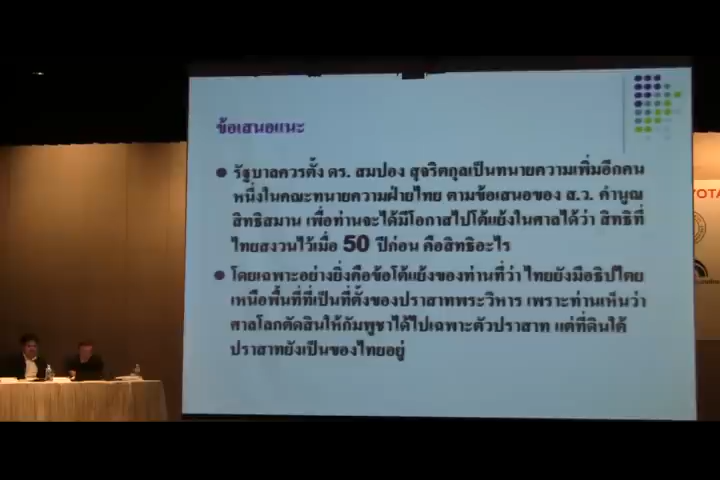 ข้อเสนอแนะ
รัฐบาลควรตั้ง ดร. สมปอง สุจริตกุลเป็นทนายความเพิ่มอีกคน
หนึ่งในคณะทนายความฝ่ายไทย ตามข้อเสนอของ ส.ว. คำนูณ
สิทธิสมาน เพื่อท่านจะได้มีโอกาสไปโต้แย้งในศาลได้ว่า สิทธิที่
ไทยสงวนไว้เมื่อ 50 ปีก่อน คือสิทธิอะไร
โดยเฉพาะอย่างยิ่งคือข้อโต้แย้งของท่านที่ว่า ไทยยังมีอธิปไตย
เหนือพื้นที่ที่เป็นที่ตั้งของปราสาทพระวิหาร เพราะท่านเห็นว่า
ศาลโลกตัดสินให้กัมพูชาได้ไปเฉพาะตัวปราสาท แต่ที่ดินใต้
ปราสาทยังเป็นของไทยอยู่
YOTA